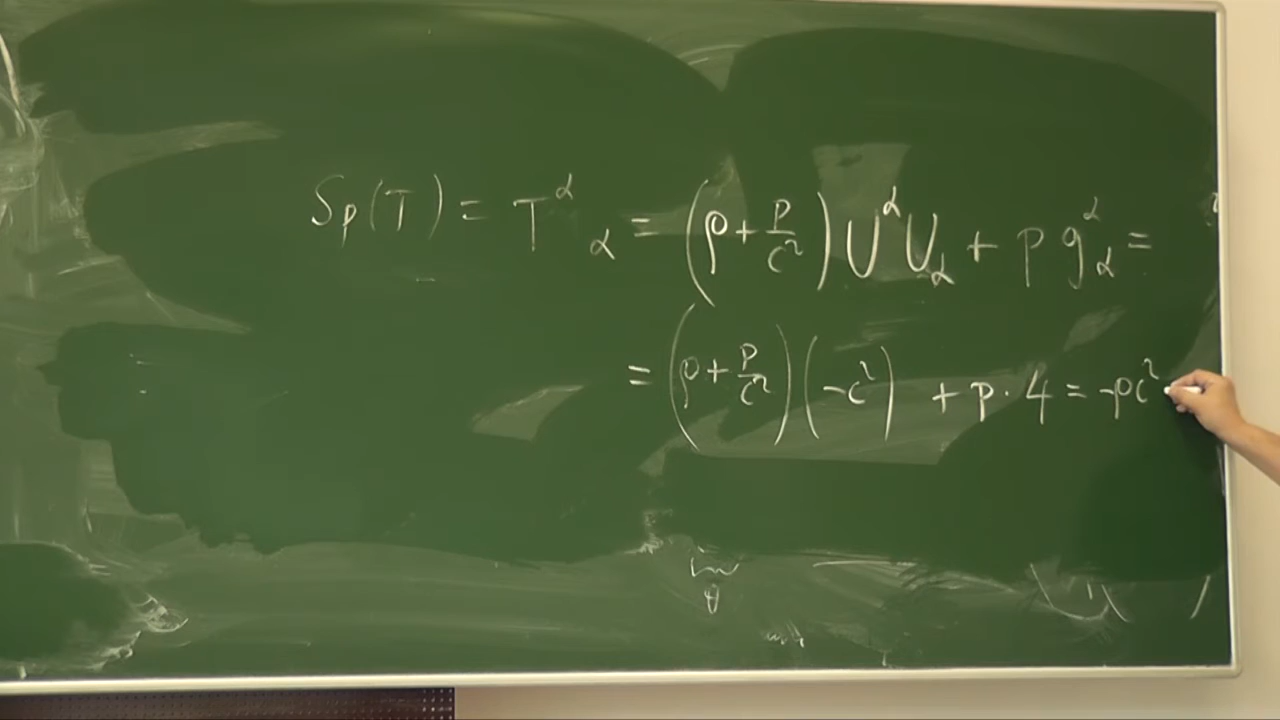 Sp(T) = T^α_α = (ρ + p/c²) U^α U_α + p g^α_α =
= (ρ + p/c²)(-c²) + p · 4 = -ρc²